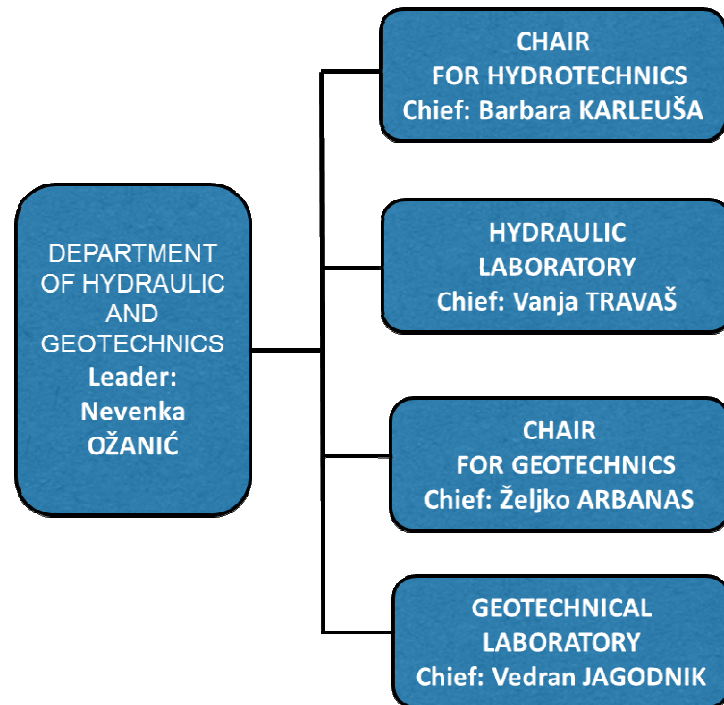 DEPARTMENT
OF HYDRAULIC
AND
GEOTECHNICS
Leader:
Nevenka
OŽANIĆ
CHAIR
FOR HYDROTECHNICS
Chief: Barbara KARLEUŠA
HYDRAULIC
LABORATORY
Chief: Vanja TRAVAŠ
CHAIR
FOR GEOTECHNICS
Chief: Željko ARBANAS
GEOTECHNICAL
LABORATORY
Chief: Vedran JAGODNIK